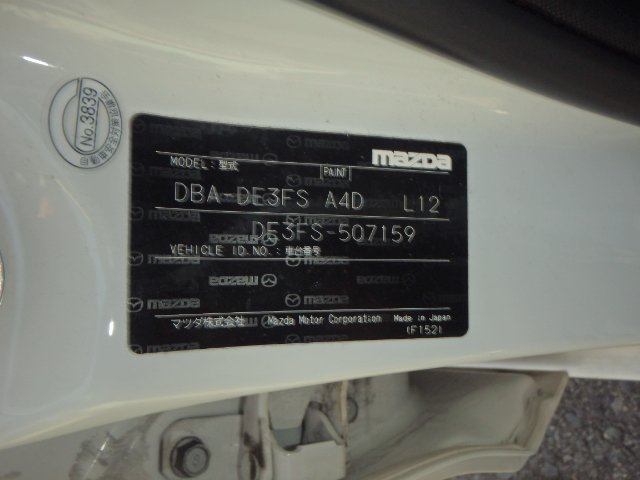 No.3839
mazda
MODEL: 型式 PAINT
DBA-DE3FS A4D L12
DE3FS-507159
VEHICLE ID.NO.: 車台番号
マツダ株式会社 Mazda Motor Corporation Made in Japan
(F152)